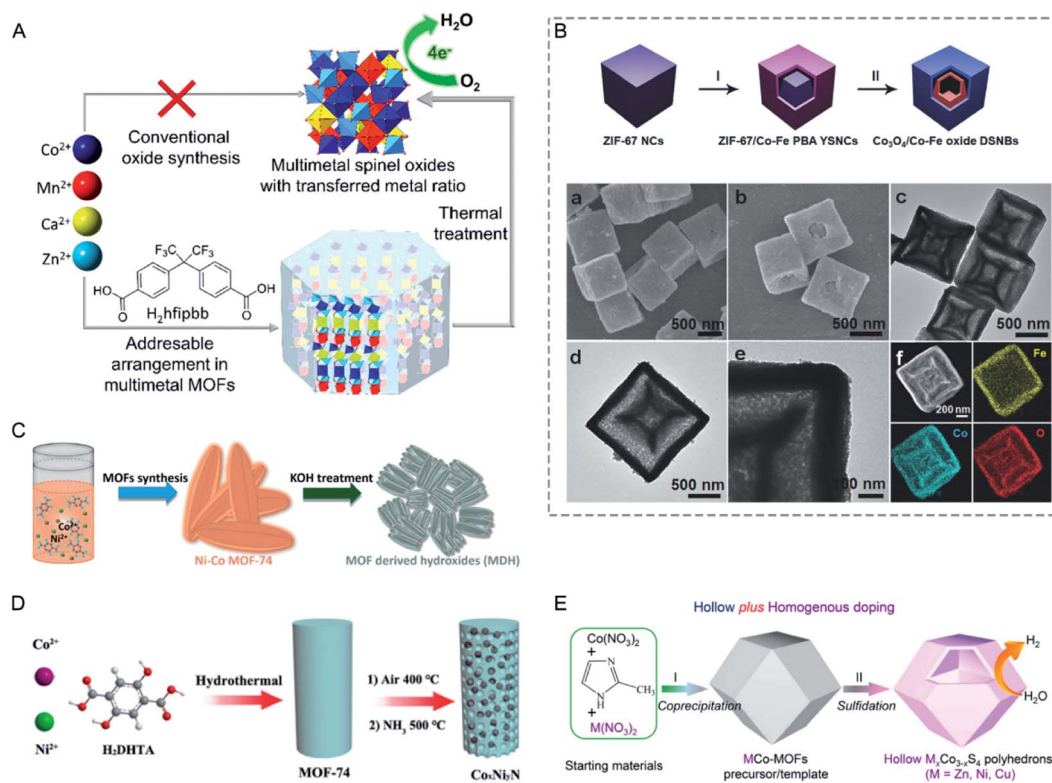 A
H₂O
4e⁻
O₂
Conventional
oxide synthesis
Multimetal spinel oxides
with transferred metal ratio
Co²⁺
Mn²⁺
Ca²⁺
Zn²⁺
F₃C CF₃
HO
O
OH
O
H₂hfipbb
Thermal
treatment
Addresable
arrangement in
multimetal MOFs
B
I
II
ZIF-67 NCs
ZIF-67/Co-Fe PBA YSNCs
Co₃O₄/Co-Fe oxide DSNBs
a
500 nm
b
500 nm
c
500 nm
d
500 nm
e
100 nm
f
200 nm
Fe
Co
O
C
MOFs synthesis
KOH treatment
Co²⁺
Ni²⁺
Ni-Co MOF-74
MOF derived hydroxides (MDH)
D
Co²⁺
Ni²⁺
H₂DHTA
Hydrothermal
MOF-74
1) Air 400 °C
2) NH₃ 500 °C
CoₓNiᵧN
E
Hollow plus Homogenous doping
Co(NO₃)₂
+
N
CH₃
N
H
+
M(NO₃)₂
Starting materials
I
Coprecipitation
MCo-MOFs
precursor/template
II
Sulfidation
H₂
H₂O
Hollow MₓCo₃₋ₓS₄ polyhedrons
(M = Zn, Ni, Cu)